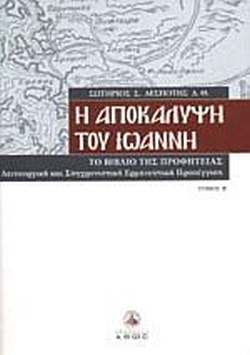 ΣΩΤΗΡΙΟΣ Σ. ΔΕΣΠΟΤΗΣ Δ.Θ.
Η ΑΠΟΚΑΛΥΨΗ
ΤΟΥ ΙΩΑΝΝΗ
ΤΟ ΒΙΒΛΙΟ ΤΗΣ ΠΡΟΦΗΤΕΙΑΣ
Λειτουργική και Συγχρονιστική Ερμηνευτική Προσέγγιση
ΤΟΜΟΣ Β
ΑΘΩΣ